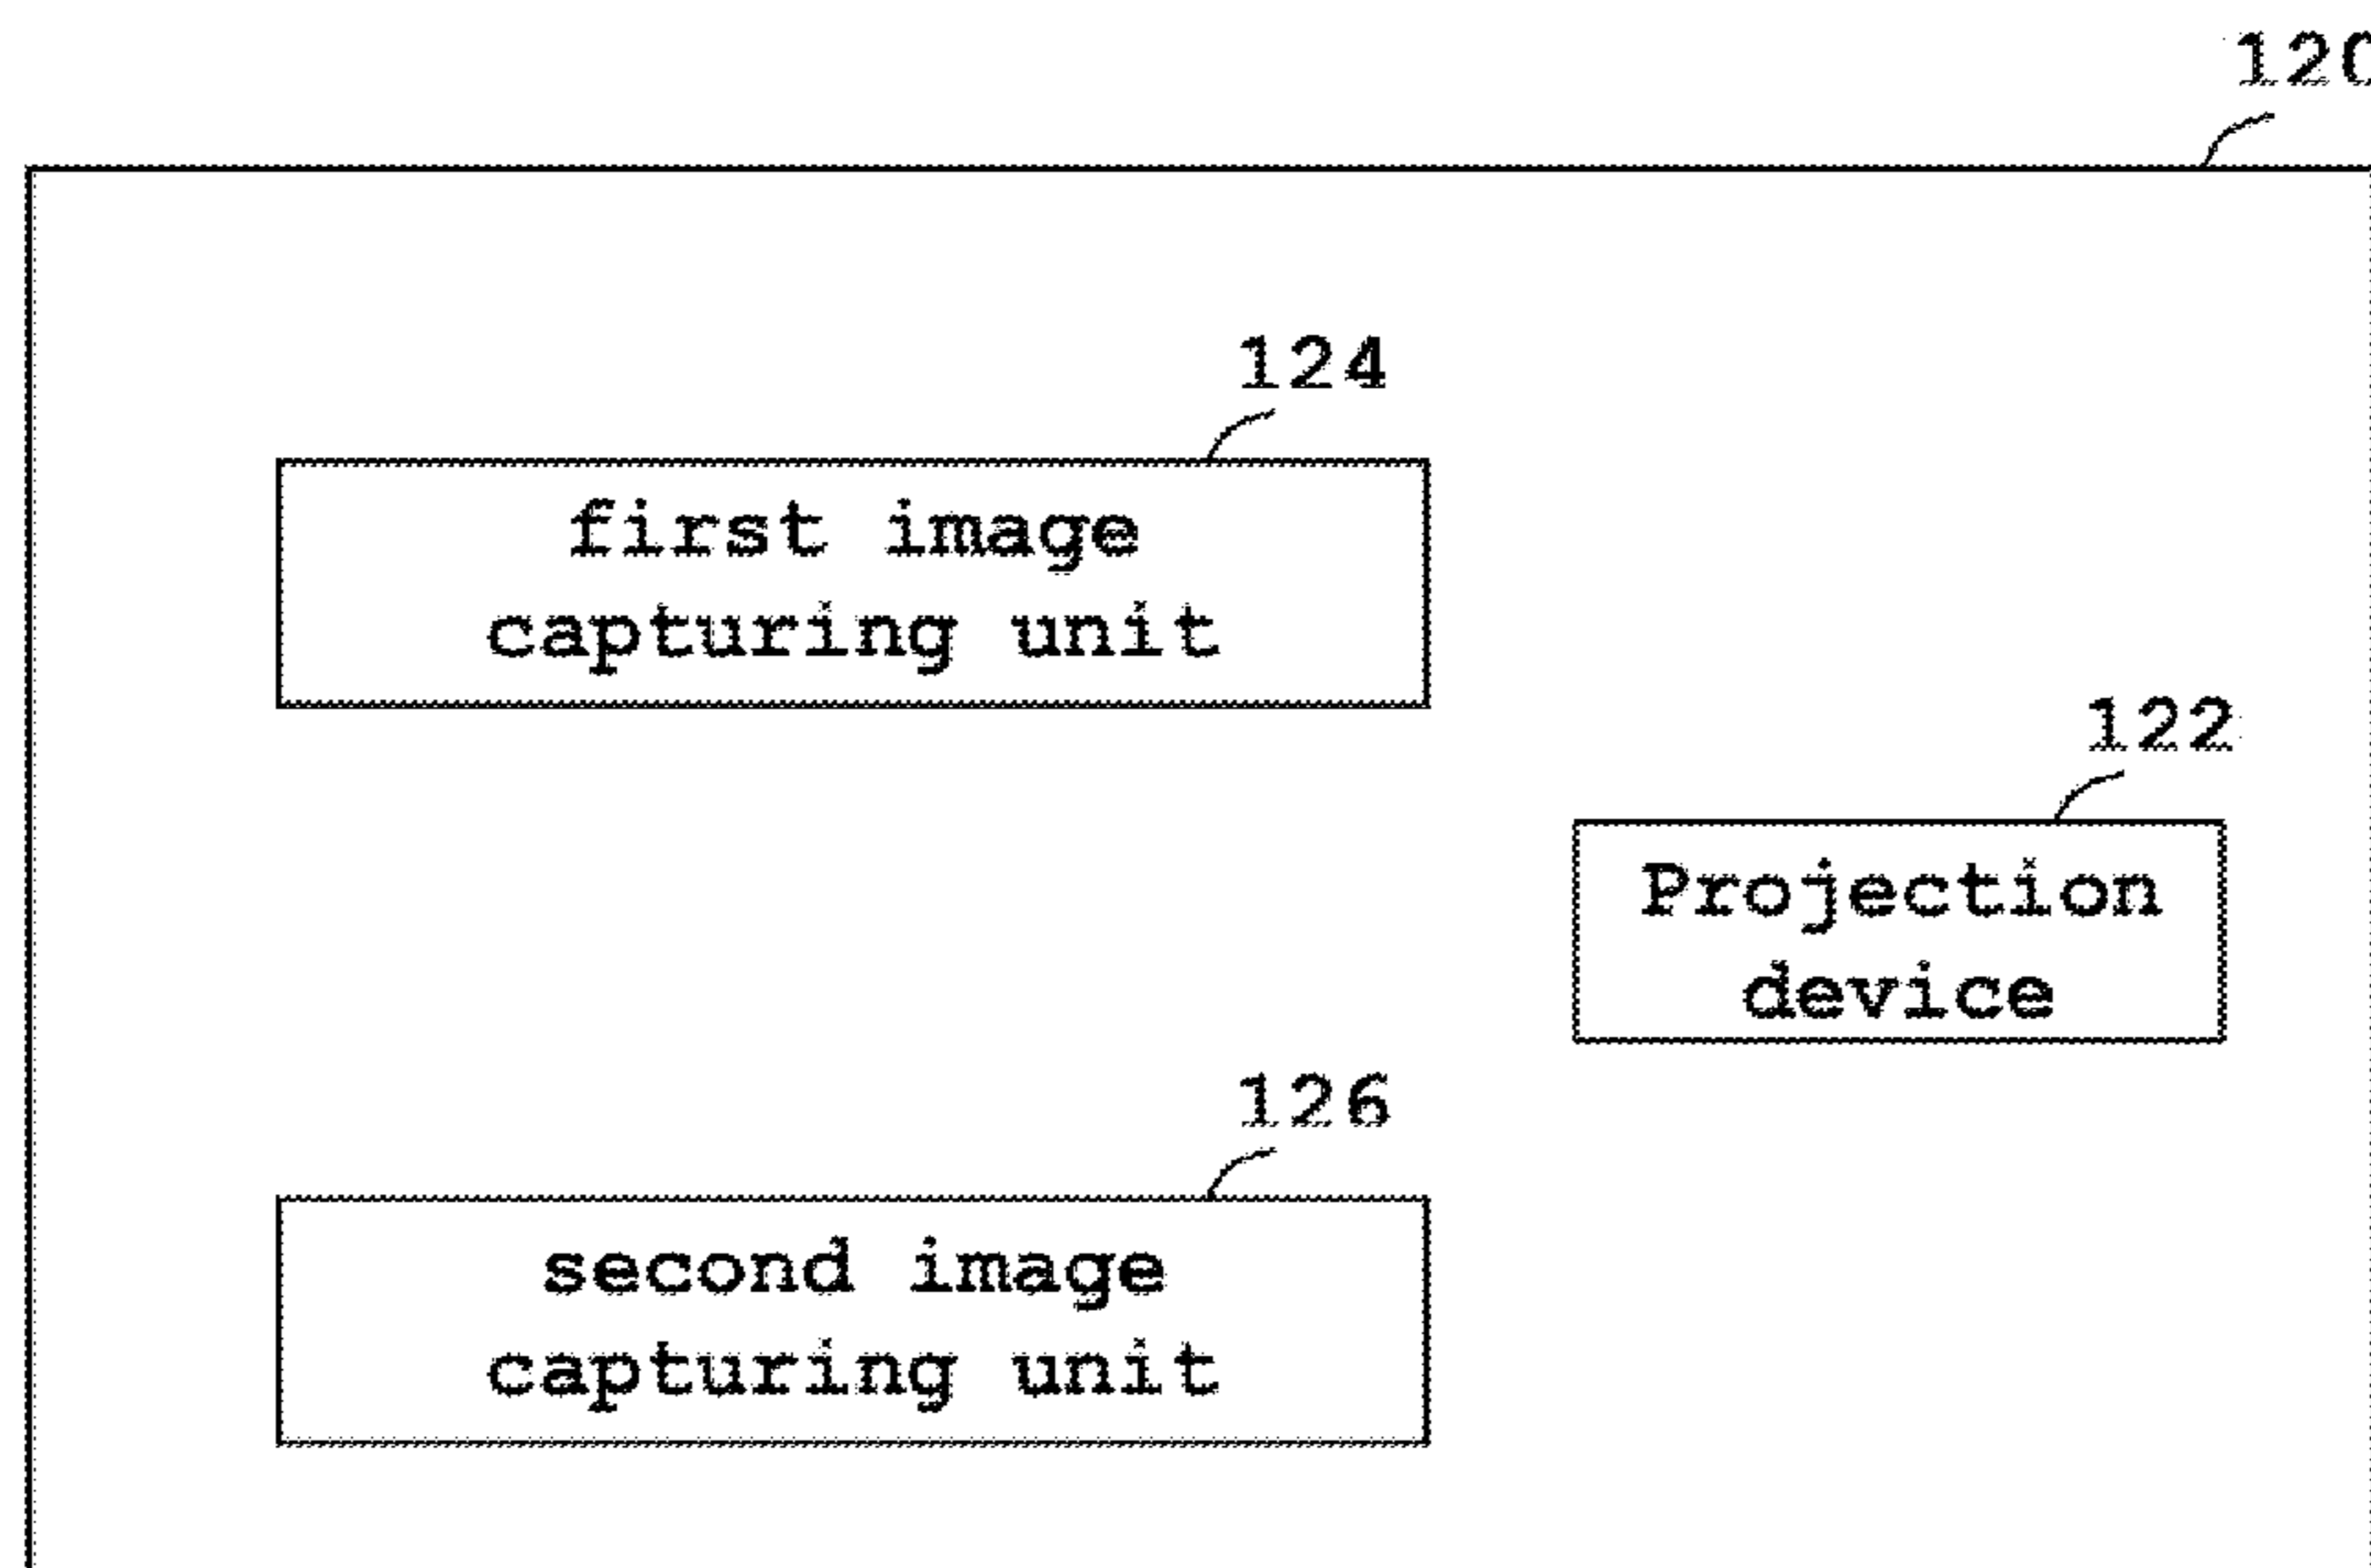 120
124
first image
capturing unit
122
Projection
device
126
second image
capturing unit